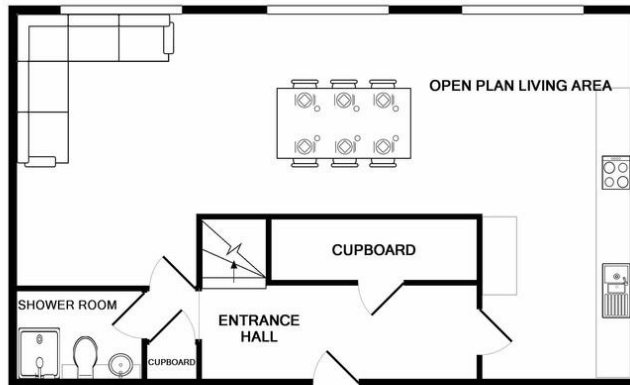 OPEN PLAN LIVING AREA
CUPBOARD
SHOWER ROOM
ENTRANCE
HALL
CUPBOARD